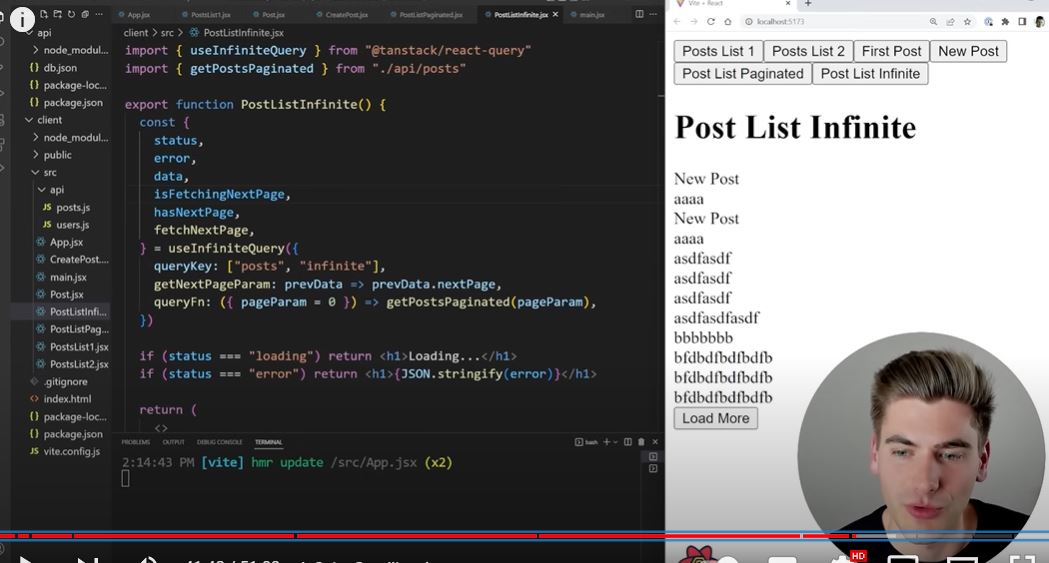 App.jsx
PostsList1.jsx
Post.jsx
CreatePost.jsx
PostListPaginated.jsx
PostListInfinite.jsx
main.jsx
api
node_modul...
db.json
package-loc...
package.json
client
node_modul...
public
src
api
posts.js
users.js
App.jsx
CreatePost....
main.jsx
Post.jsx
PostListInfi...
PostListPag...
PostsList1.jsx
PostsList2.jsx
.gitignore
index.html
package-loc...
package.json
vite.config.js
client > src > PostListInfinite.jsx
import { useInfiniteQuery } from "@tanstack/react-query"
import { getPostsPaginated } from "./api/posts"
export function PostListInfinite() {
const {
status,
error,
data,
isFetchingNextPage,
hasNextPage,
fetchNextPage,
} = useInfiniteQuery({
queryKey: ["posts", "infinite"],
getNextPageParam: prevData => prevData.nextPage,
queryFn: ({ pageParam = 0 }) => getPostsPaginated(pageParam),
})
if (status === "loading") return <h1>Loading...</h1>
if (status === "error") return <h1>{JSON.stringify(error)}</h1>
return (
<>
PROBLEMS OUTPUT DEBUG CONSOLE TERMINAL
bash
2:14:43 PM [vite] hmr update /src/App.jsx (x2)
Vite + React
localhost:5173
Posts List 1 Posts List 2 First Post New Post
Post List Paginated Post List Infinite
Post List Infinite
New Post
aaaa
New Post
aaaa
asdfasdf
asdfasdf
asdfasdf
asdfasdfasdf
bbbbbbb
bfdbdfbdfbdfb
bfdbdfbdfbdfb
bfdbdfbdfbdfb
Load More
HD